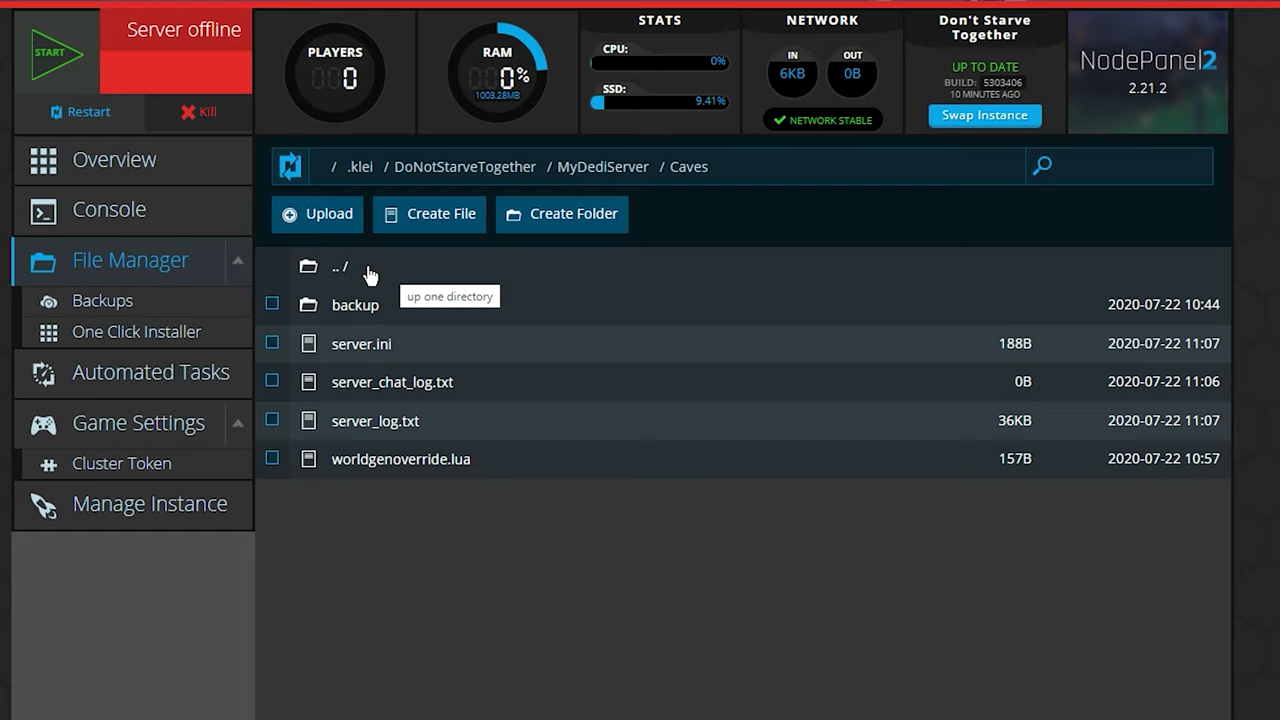 START
Server offline
Restart
Kill
PLAYERS
0
RAM
0%
1003.28MB
STATS
CPU:
0%
SSD:
9.41%
NETWORK
IN
6KB
OUT
0B
NETWORK STABLE
Don't Starve
Together
UP TO DATE
BUILD: 5303406
10 MINUTES AGO
Swap Instance
NodePanel2
2.21.2
Overview
Console
File Manager
Backups
One Click Installer
Automated Tasks
Game Settings
Cluster Token
Manage Instance
/ .klei / DoNotStarveTogether / MyDediServer / Caves
Upload
Create File
Create Folder
.. /
up one directory
backup 2020-07-22 10:44
server.ini 188B 2020-07-22 11:07
server_chat_log.txt 0B 2020-07-22 11:06
server_log.txt 36KB 2020-07-22 11:07
worldgenoverride.lua 157B 2020-07-22 10:57